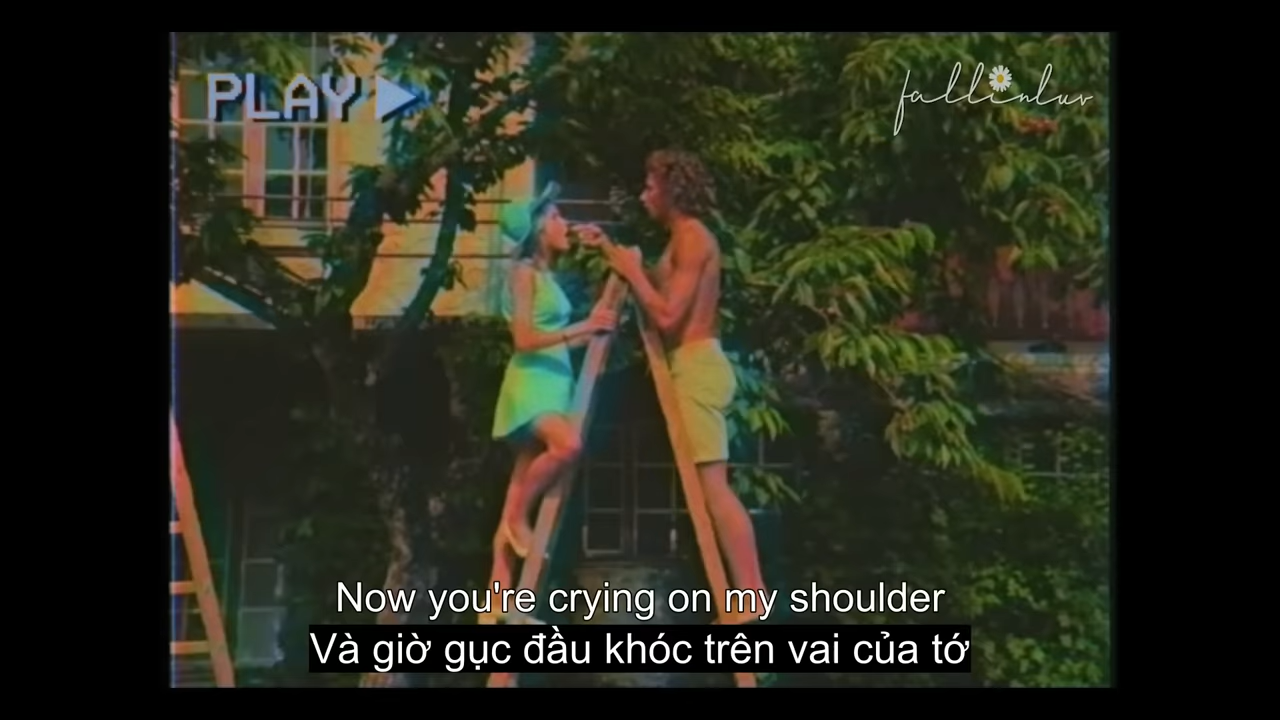 PLAY
fallinluv
Now you're crying on my shoulder
Và giờ gục đầu khóc trên vai của tớ